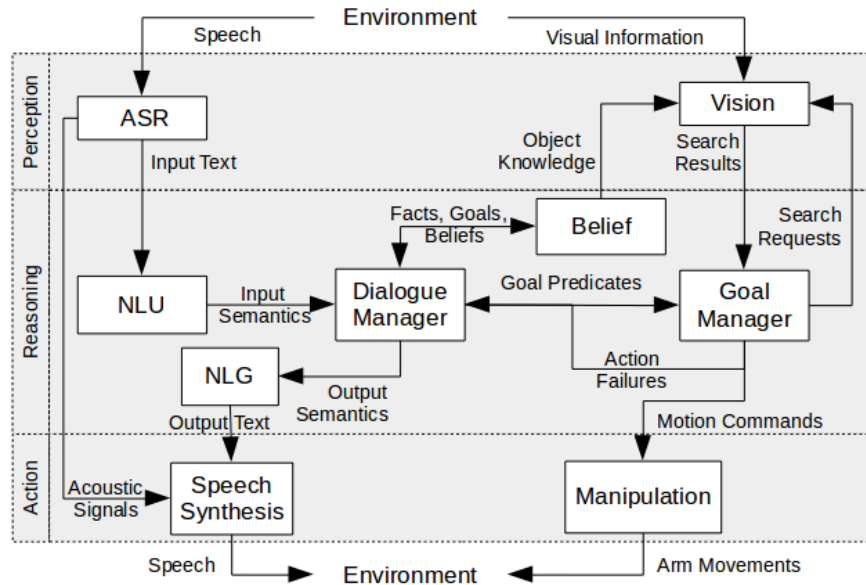 Environment
Speech
Visual Information
Perception
ASR
Vision
Input Text
Object
Knowledge
Search
Results
Reasoning
Facts, Goals,
Beliefs
Belief
Search
Requests
NLU
Input
Semantics
Dialogue
Manager
Goal Predicates
Goal
Manager
NLG
Output
Semantics
Action
Failures
Output Text
Motion Commands
Action
Acoustic
Signals
Speech
Synthesis
Manipulation
Speech
Environment
Arm Movements